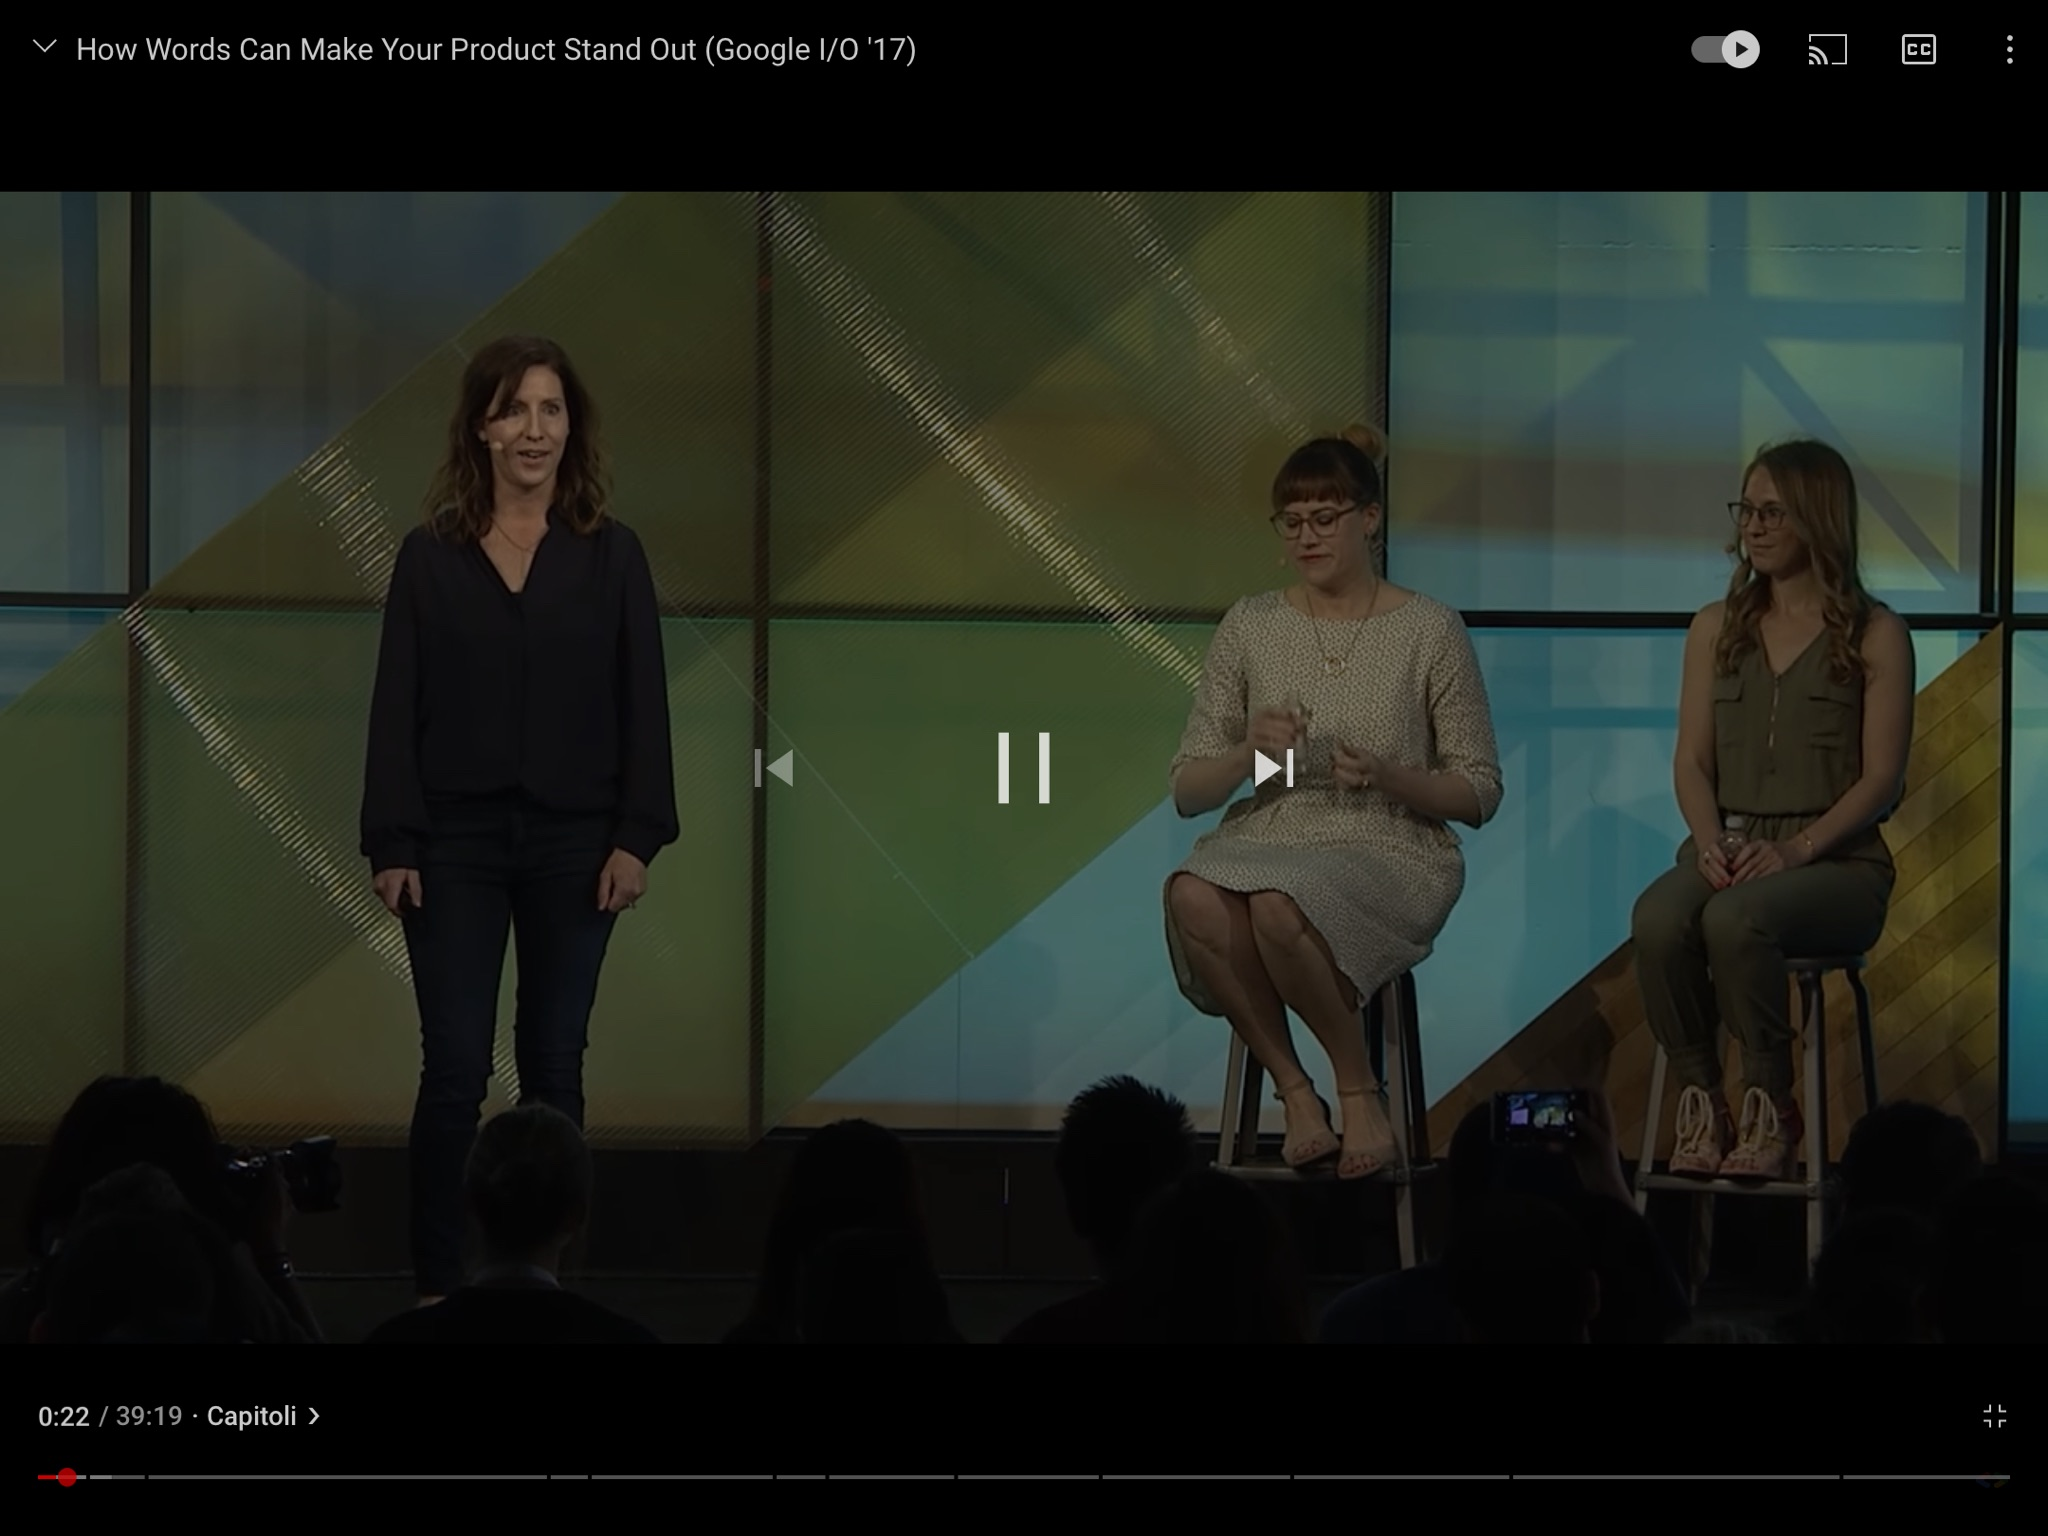 How Words Can Make Your Product Stand Out (Google I/O '17)
CC
0:22 / 39:19 · Capitoli